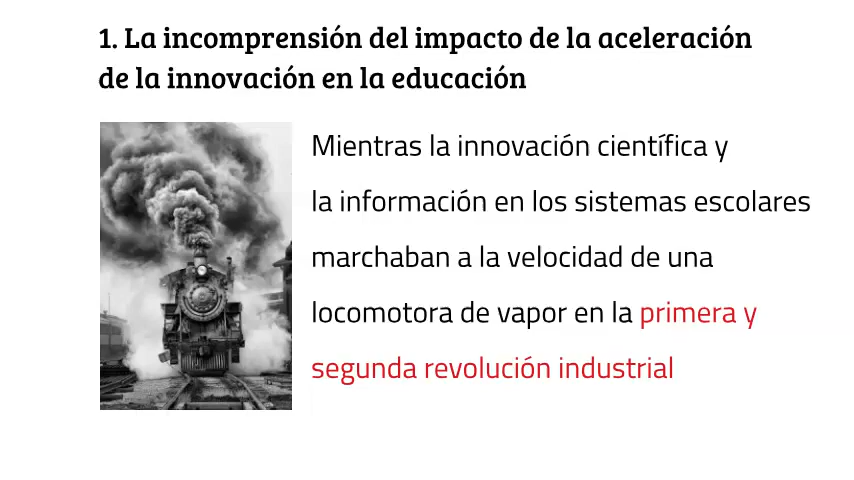 1. La incomprensión del impacto de la aceleración
de la innovación en la educación
Mientras la innovación científica y
la información en los sistemas escolares
marchaban a la velocidad de una
locomotora de vapor en la primera y
segunda revolución industrial